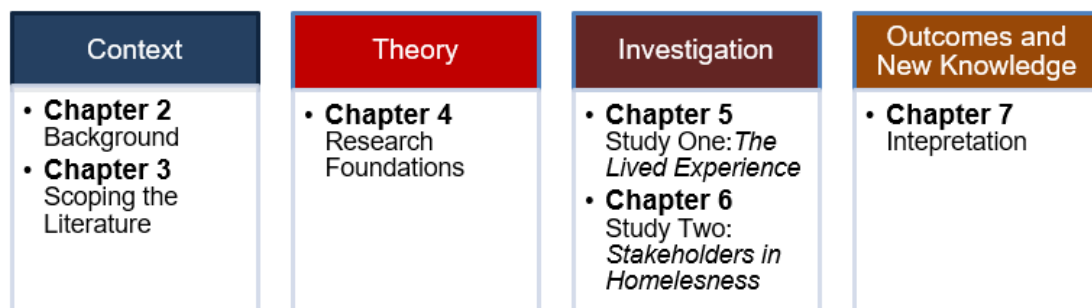 Context
• Chapter 2
Background
• Chapter 3
Scoping the
Literature
Theory
• Chapter 4
Research
Foundations
Investigation
• Chapter 5
Study One: The
Lived Experience
• Chapter 6
Study Two:
Stakeholders in
Homelesness
Outcomes and
New Knowledge
• Chapter 7
Intepretation